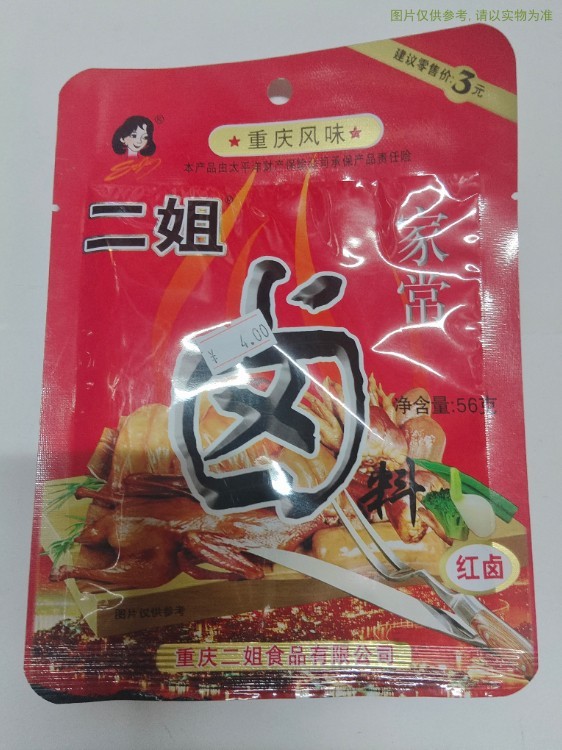 图片仅供参考, 请以实物为准
建议零售价:3元
®
★重庆风味★
本产品由太平洋财产保险公司承保产品责任险
二姐
家常
卤
¥ 4.00
净含量:56克
料
红卤
图片仅供参考
重庆二姐食品有限公司